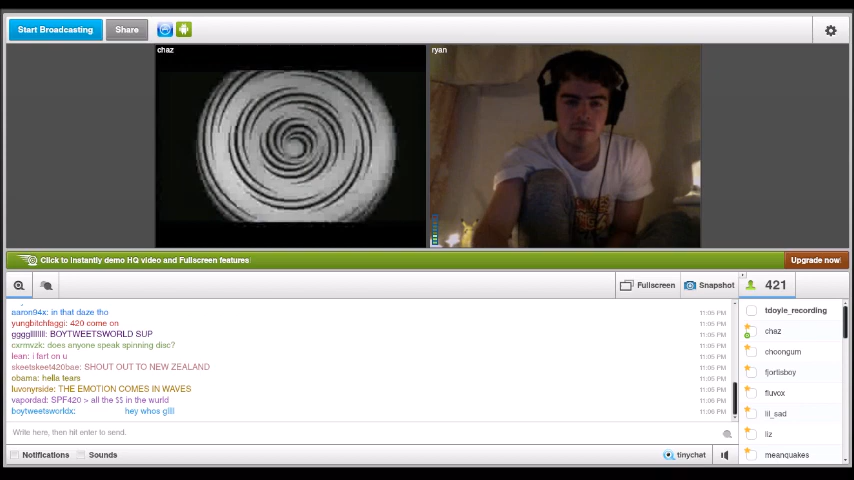 Start Broadcasting
Share
chaz
ryan
Click to instantly demo HQ video and Fullscreen features
Upgrade now!
Fullscreen
Snapshot
421
aaron94x: in that daze tho 11:05 PM
yungbitchfaggi: 420 come on 11:05 PM
BOYTWEETSWORLD SUP 11:05 PM
cxrmvzk: does anyone speak spinning disc? 11:05 PM
lean: i fart on u 11:05 PM
skeetskeet420bae: SHOUT OUT TO NEW ZEALAND 11:05 PM
obama: hella tears 11:05 PM
luvonyrside: THE EMOTION COMES IN WAVES 11:05 PM
vapordad: SPF420 > all the $$ in the wurld 11:06 PM
boytweetsworldx: hey whos gllll 11:06 PM
tdoyle_recording
chaz
choongum
fjortisboy
fluvox
lil_sad
liz
meanquakes
Write here, then hit enter to send.
Notifications
Sounds
tinychat